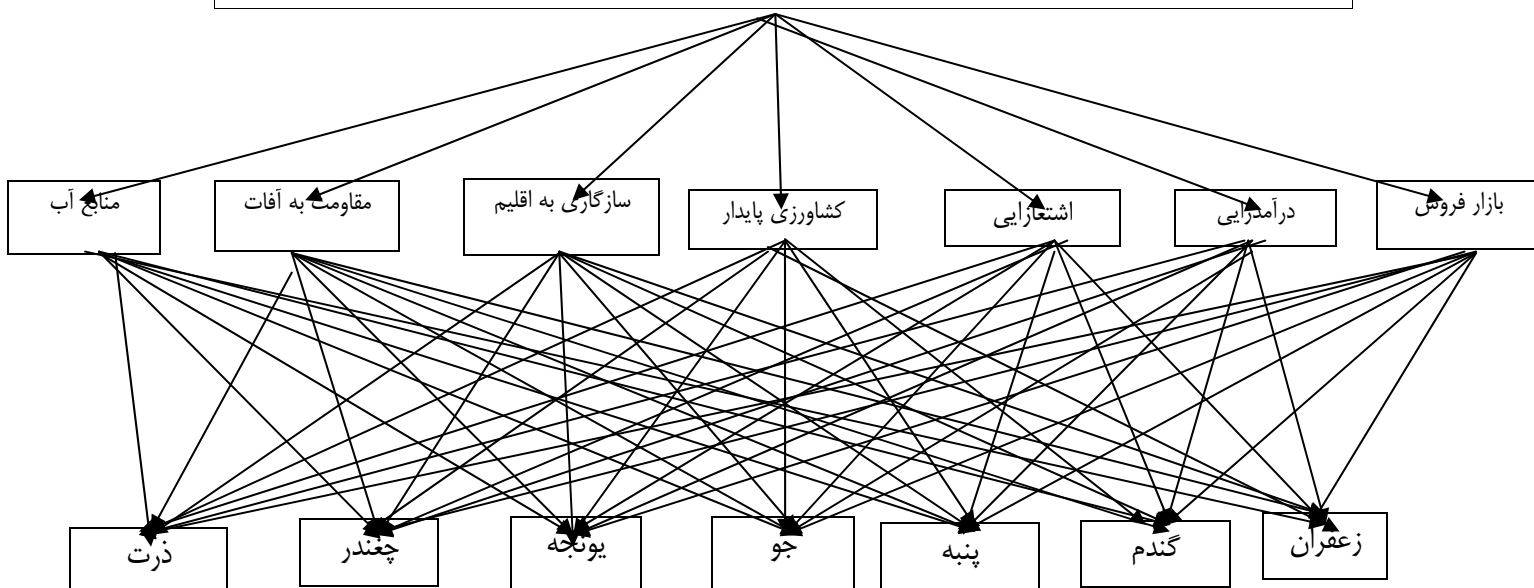 بازار فروش
درآمدزایی
اشتغازایی
کشاورزی پایدار
سازگاری به اقلیم
مقاومت به آفات
منابع آب
زعفران
گندم
پنبه
جو
یونجه
چغندر
ذرت